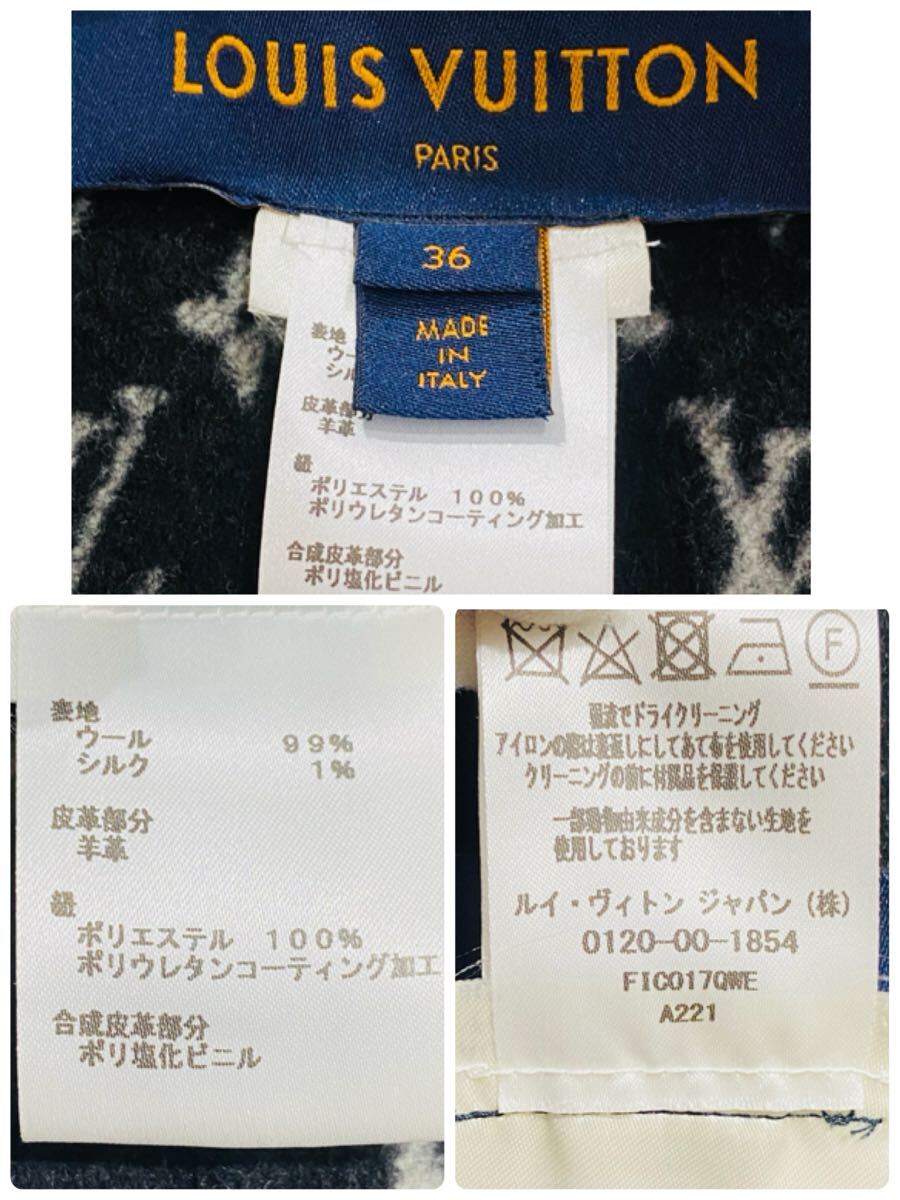 LOUIS VUITTON
PARIS
36
MADE
IN
ITALY
表地
ウー
シル
皮革部分
羊革
紐
ポリエステル 100%
ポリウレタンコーティング加工
合成皮革部分
ポリ塩化ビニル
表地
ウール 99%
シルク 1%
皮革部分
羊革
紐
ポリエステル 100%
ポリウレタンコーティング加工
合成皮革部分
ポリ塩化ビニル
F
弱流でドライクリーニング
アイロンの際は裏返しにしてあて布を使用してください
クリーニングの前に付属品を保護してください
一部動物由来成分を含まない生地を
使用しております
ルイ・ヴィトン ジャパン (株)
0120-00-1854
FICO17QWE
A221